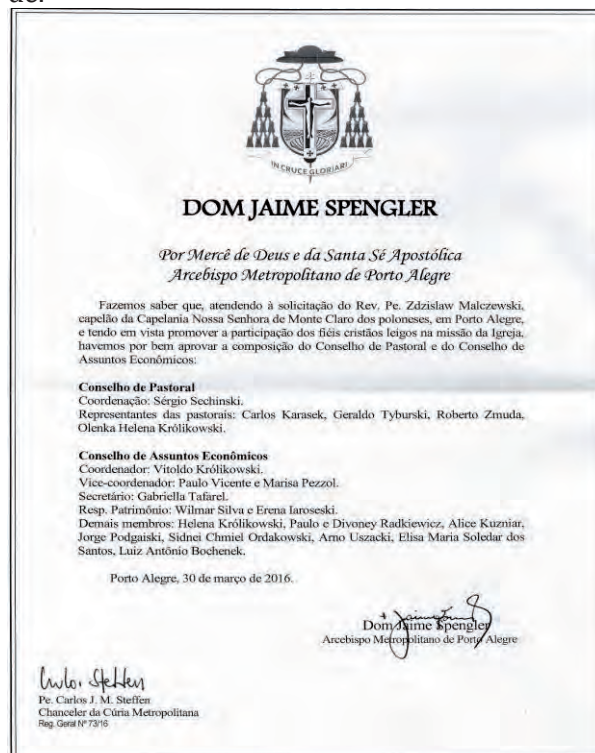 IN CRUCE GLORIARI
DOM JAIME SPENGLER
Por Mercê de Deus e da Santa Sé Apostólica
Arcebispo Metropolitano de Porto Alegre
Fazemos saber que, atendendo à solicitação do Rev. Pe. Zdzislaw Malczewski,
capelão da Capelania Nossa Senhora de Monte Claro dos poloneses, em Porto Alegre,
e tendo em vista promover a participação dos fiéis cristãos leigos na missão da Igreja,
havemos por bem aprovar a composição do Conselho de Pastoral e do Conselho de
Assuntos Econômicos:
Conselho de Pastoral
Coordenação: Sérgio Sechinski.
Representantes das pastorais: Carlos Karasek, Geraldo Tyburski, Roberto Zmuda,
Olenka Helena Królikowski.
Conselho de Assuntos Econômicos
Coordenador: Vitoldo Królikowski.
Vice-coordenador: Paulo Vicente e Marisa Pezzol.
Secretário: Gabriella Tafarel.
Resp. Patrimônio: Wilmar Silva e Erena Iaroseski.
Demais membros: Helena Królikowski, Paulo e Divoney Radkiewicz, Alice Kuzniar,
Jorge Podgaiski, Sidnei Chmiel Ordakowski, Arno Uszacki, Elisa Maria Soledar dos
Santos, Luiz Antônio Bochenek.
Porto Alegre, 30 de março de 2016.
Dom Jaime Spengler
Arcebispo Metropolitano de Porto Alegre
Pe. Carlos J. M. Steffen
Chanceler da Cúria Metropolitana
Reg. Geral Nº 73/16